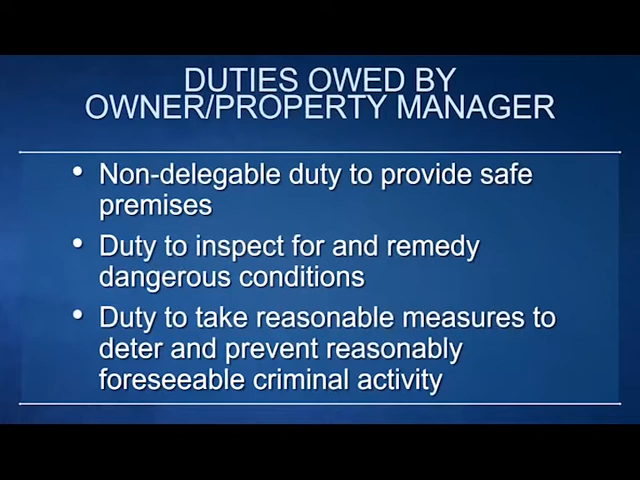 DUTIES OWED BY
OWNER/PROPERTY MANAGER
• Non-delegable duty to provide safe
premises
• Duty to inspect for and remedy
dangerous conditions
• Duty to take reasonable measures to
deter and prevent reasonably
foreseeable criminal activity